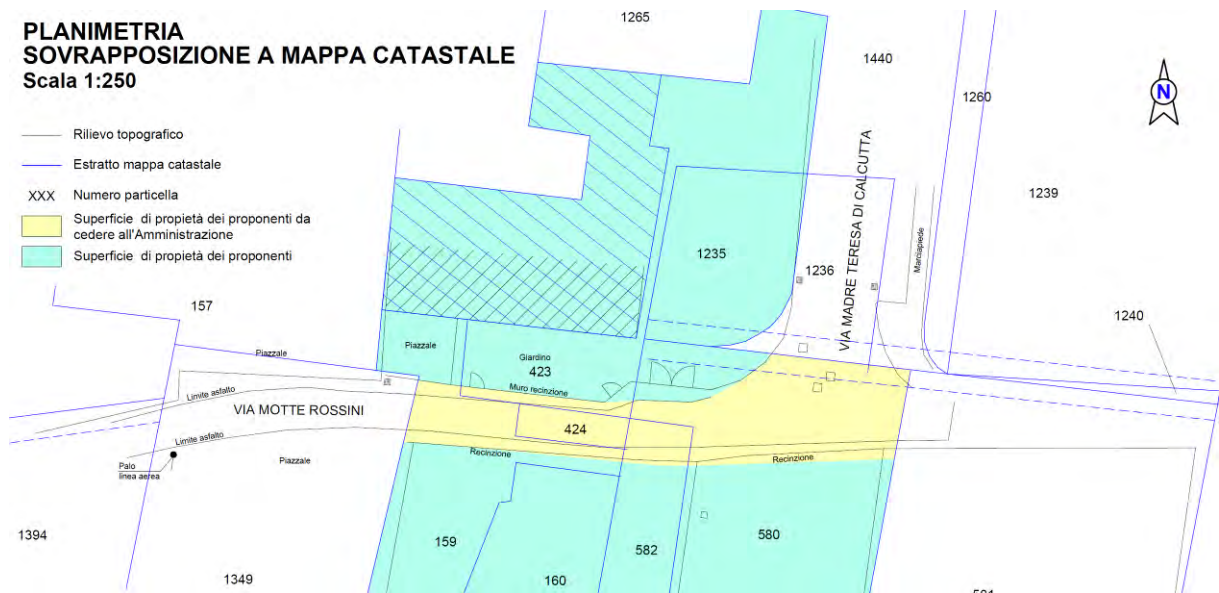 PLANIMETRIA
SOVRAPPOSIZIONE A MAPPA CATASTALE
Scala 1:250
Rilievo topografico
Estratto mappa catastale
XXX Numero particella
Superficie di propietà dei proponenti da
cedere all'Amministrazione
Superficie di propietà dei proponenti
1265
1440
1260
N
1239
1235
1236
VIA MADRE TERESA DI CALCUTTA
Marciapiede
1240
157
Piazzale
Piazzale
Giardino
423
Muro recinzione
Limite asfalto
VIA MOTTE ROSSINI
424
Limite asfalto
Recinzione
Recinzione
Palo
linea aerea
Piazzale
1394
159
582
580
1349
160